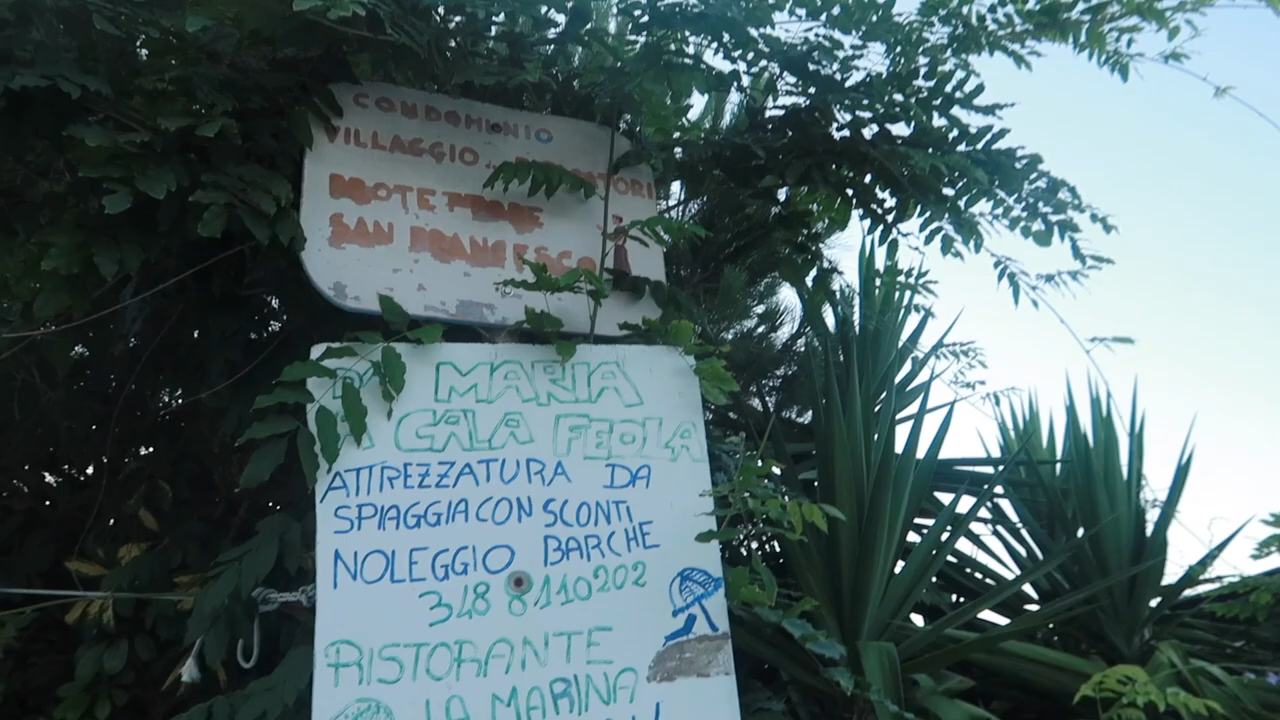 CONDOMINIO
VILLAGGIO
SAN FRANCESCO
MARIA
CALA FEOLA
ATTREZZATURA DA
SPIAGGIA CON SCONTI
NOLEGGIO BARCHE
348 8110202
RISTORANTE
LA MARINA